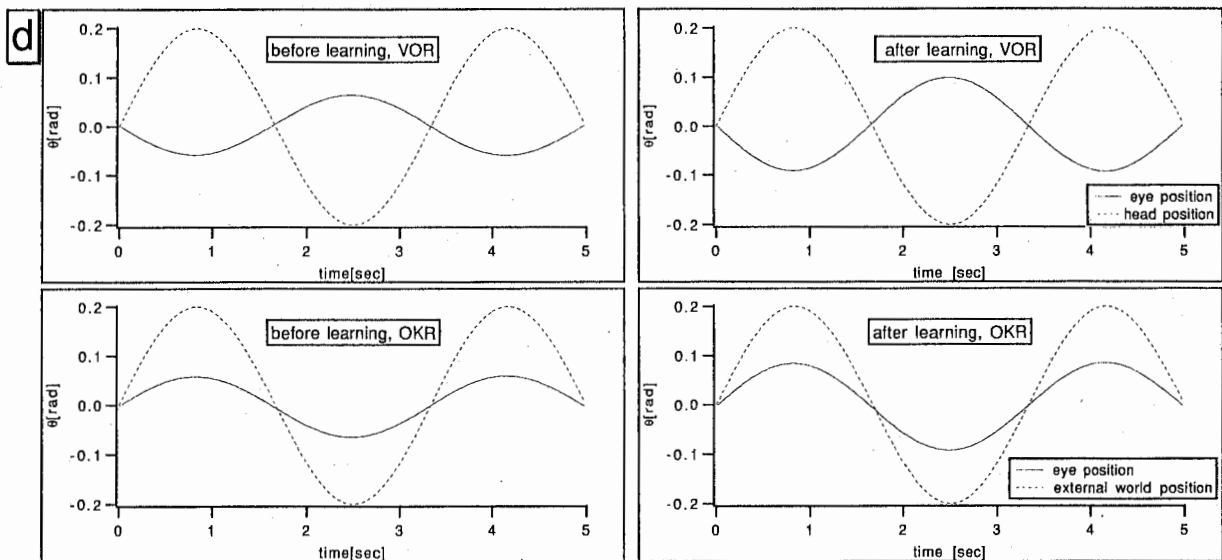 d
before learning, VOR
0.2
0.1
0.0
-0.1
-0.2
θ[rad]
0 1 2 3 4 5
time[sec]
after learning, VOR
0.2
0.1
0.0
-0.1
-0.2
θ[rad]
eye position
head position
0 1 2 3 4 5
time [sec]
before learning, OKR
0.2
0.1
0.0
-0.1
-0.2
θ[rad]
0 1 2 3 4 5
time[sec]
after learning, OKR
0.2
0.1
0.0
-0.1
-0.2
θ[rad]
eye position
external world position
0 1 2 3 4 5
time[sec]